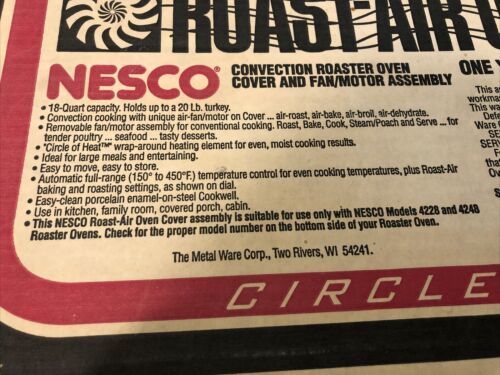 ROAST-AIR
NESCO®
CONVECTION ROASTER OVEN
COVER AND FAN/MOTOR ASSEMBLY
ONE
• 18-Quart capacity. Holds up to a 20 Lb. turkey.
• Convection cooking with unique air-fan/motor on Cover ... air-roast, air-bake, air-broil, air-dehydrate.
• Removable fan/motor assembly for conventional cooking. Roast, Bake, Cook, Steam/Poach and Serve ... for
tender poultry ... seafood ... tasty desserts.
• "Circle of Heat™" wrap-around heating element for even, moist cooking results.
• Ideal for large meals and entertaining.
• Easy to move, easy to store.
• Automatic full-range (150° to 450°F.) temperature control for even cooking temperatures, plus Roast-Air
baking and roasting settings, as shown on dial.
• Easy-clean porcelain enamel-on-steel Cookwell.
• Use in kitchen, family room, covered porch, cabin.
• This NESCO Roast-Air Oven Cover assembly is suitable for use only with NESCO Models 4228 and 4248
Roaster Ovens. Check for the proper model number on the bottom side of your Roaster Oven.
The Metal Ware Corp., Two Rivers, WI 54241.
CIRCLE